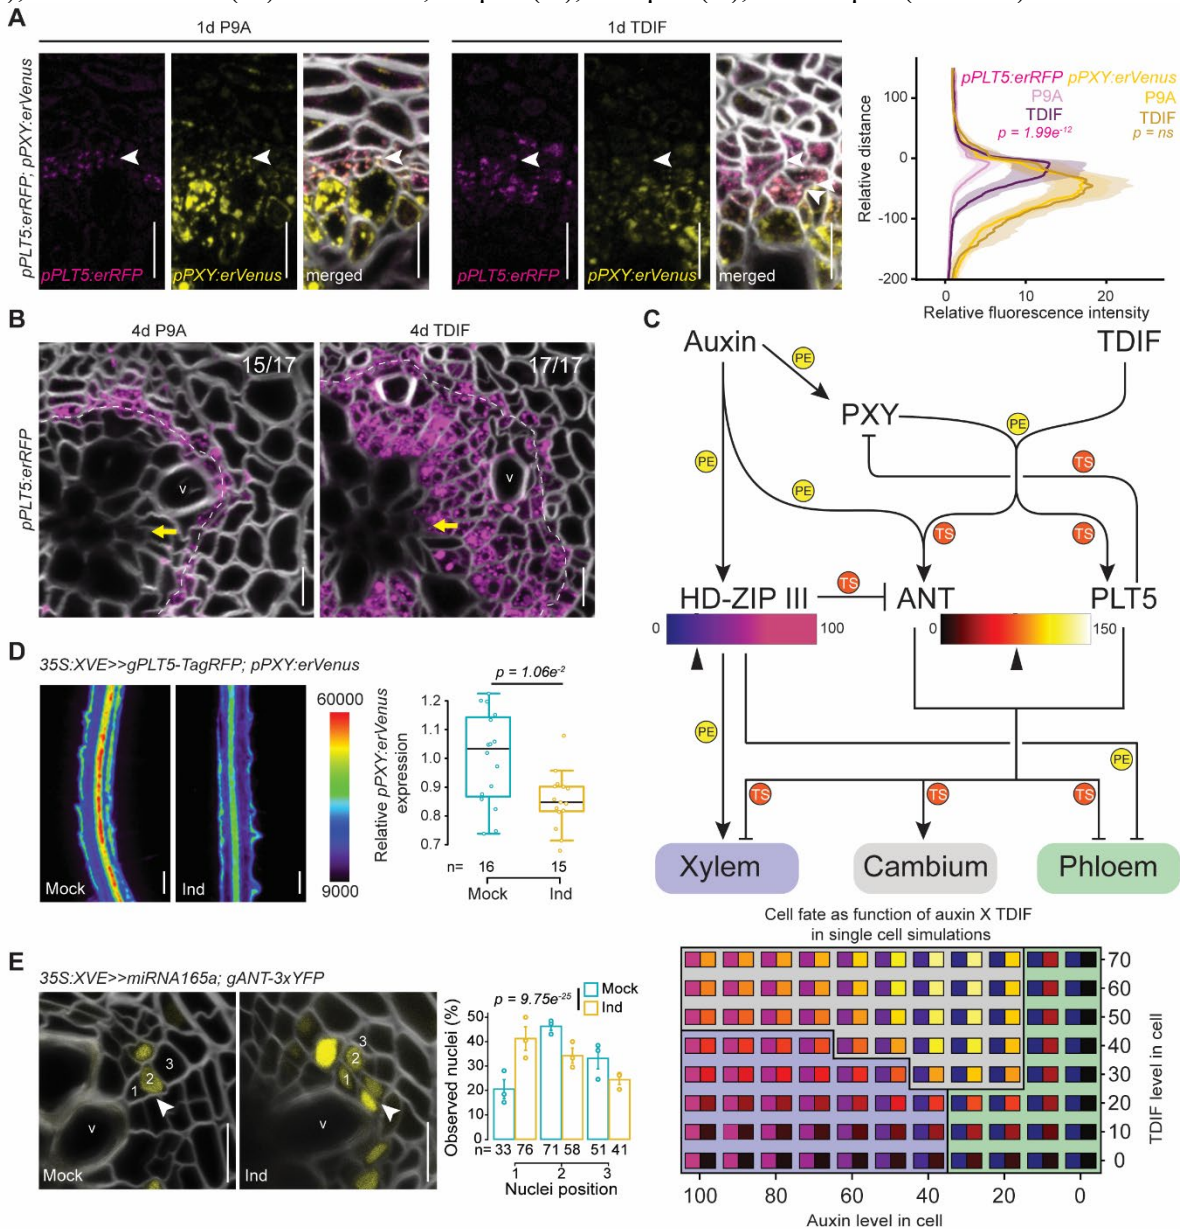 A
1d P9A
1d TDIF
pPLT5:erRFP; pPXY:erVenus
pPLT5:erRFP
pPXY:erVenus
merged
pPLT5:erRFP
pPXY:erVenus
merged
pPLT5:erRFP pPXY:erVenus
P9A P9A
TDIF TDIF
p = 1.99e-12 p = ns
Relative distance
100
0
-100
-200
0 10 20
Relative fluorescence intensity
B
4d P9A
4d TDIF
pPLT5:erRFP
15/17
17/17
v
v
C
Auxin
TDIF
PE
PXY
PE
TS
PE
PE
TS
TS
TS
HD-ZIP III
ANT
PLT5
0 100
0 150
PE
PE
TS
TS
TS
Xylem
Cambium
Phloem
Cell fate as function of auxin X TDIF
in single cell simulations
70
60
50
40
30
20
10
0
TDIF level in cell
100 80 60 40 20 0
Auxin level in cell
D
35S:XVE>>gPLT5-TagRFP; pPXY:erVenus
Mock
Ind
60000
9000
Relative pPXY:erVenus
expression
p = 1.06e-2
1.2
1.1
1.0
0.9
0.8
0.7
n= 16 15
Mock Ind
E
35S:XVE>>miRNA165a; gANT-3xYFP
3
2
1
v
Mock
3
2
1
v
Ind
Observed nuclei (%)
p = 9.75e-25
Mock
Ind
50
40
30
20
10
0
n= 33 76 71 58 51 41
1 2 3
Nuclei position